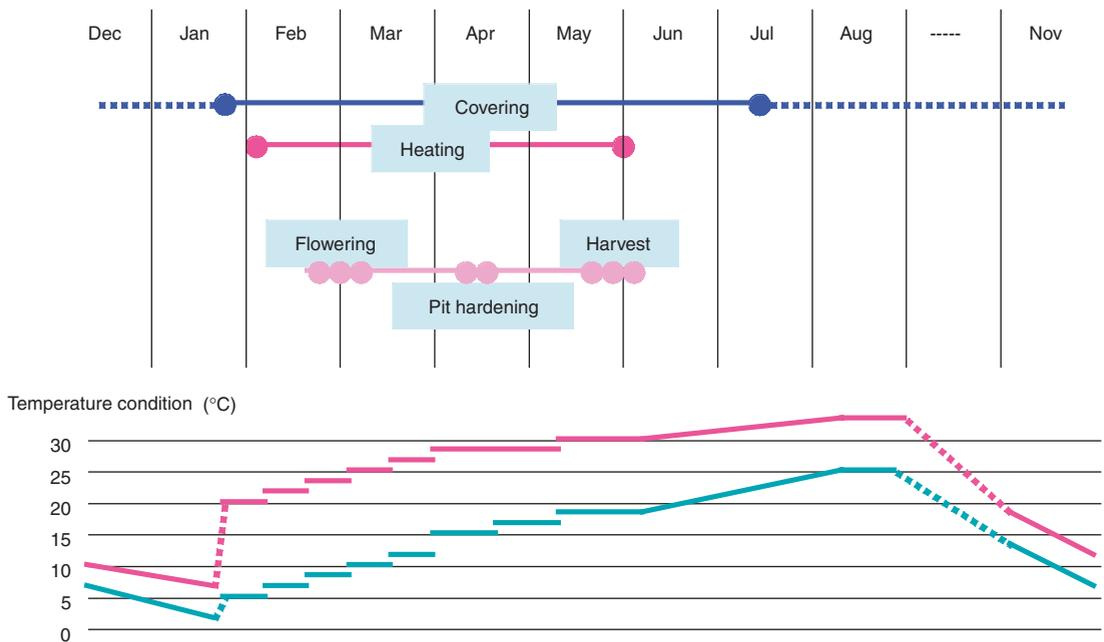 Dec Jan Feb Mar Apr May Jun Jul Aug ----- Nov
Covering
Heating
Flowering Harvest
Pit hardening
Temperature condition (°C)
30
25
20
15
10
5
0